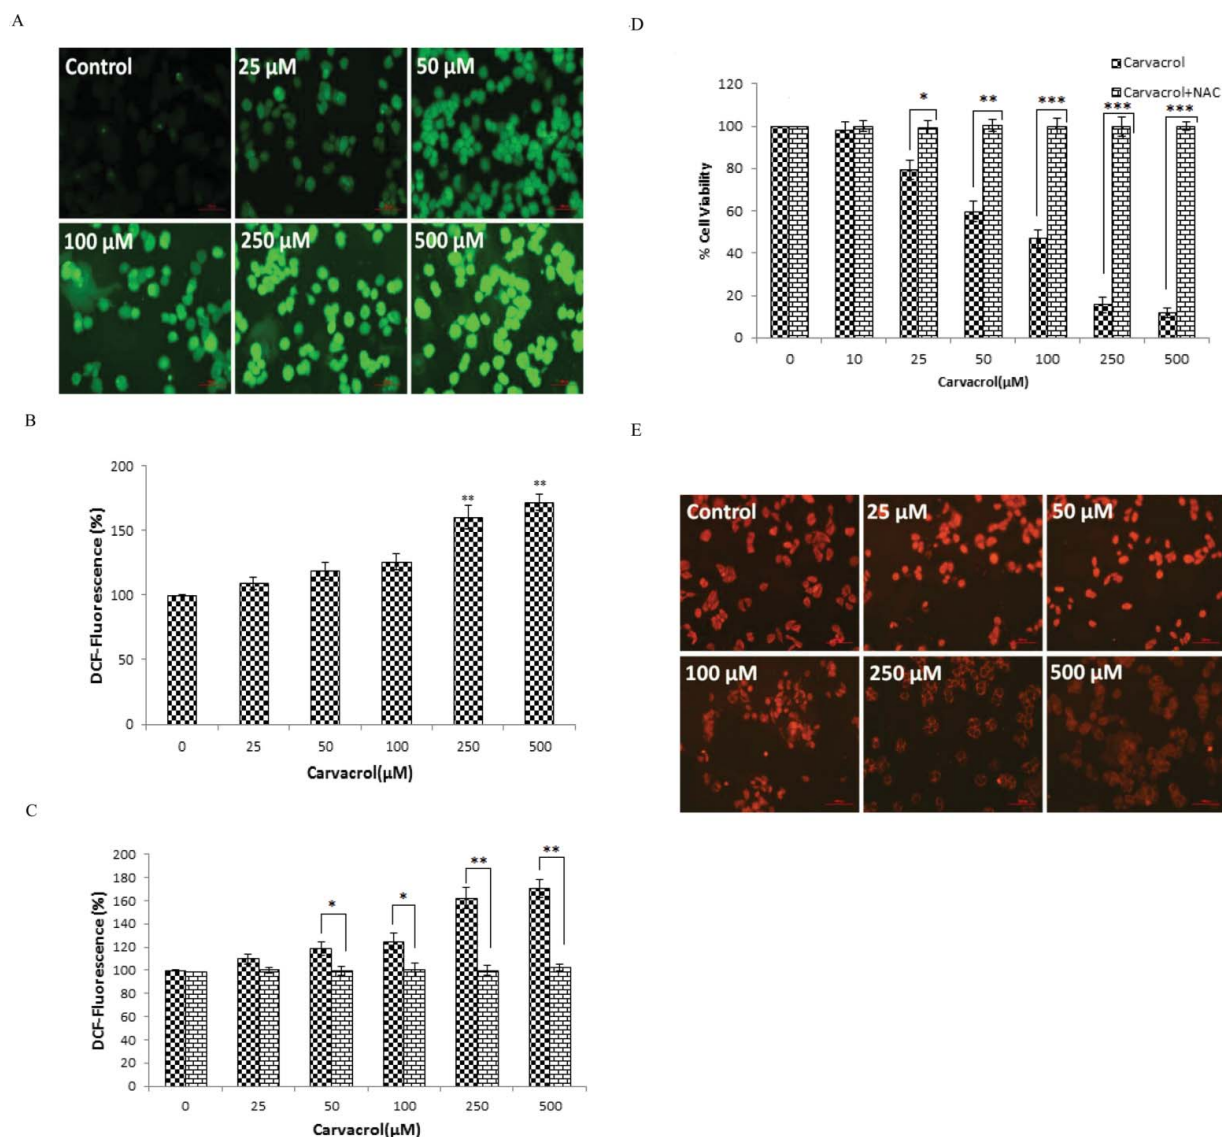 A
Control
25 µM
50 µM
100 µM
250 µM
500 µM
B
DCF-Fluorescence (%)
200
150
100
50
0
0 25 50 100 250 500
** **
Carvacrol(µM)
C
DCF-Fluorescence (%)
200
180
160
140
120
100
80
60
40
20
0
* * ** **
0 25 50 100 250 500
Carvacrol(µM)
D
Carvacrol
Carvacrol+NAC
% Cell Viability
120
100
80
60
40
20
0
* ** *** *** ***
0 10 25 50 100 250 500
Carvacrol(µM)
E
Control
25 µM
50 µM
100 µM
250 µM
500 µM